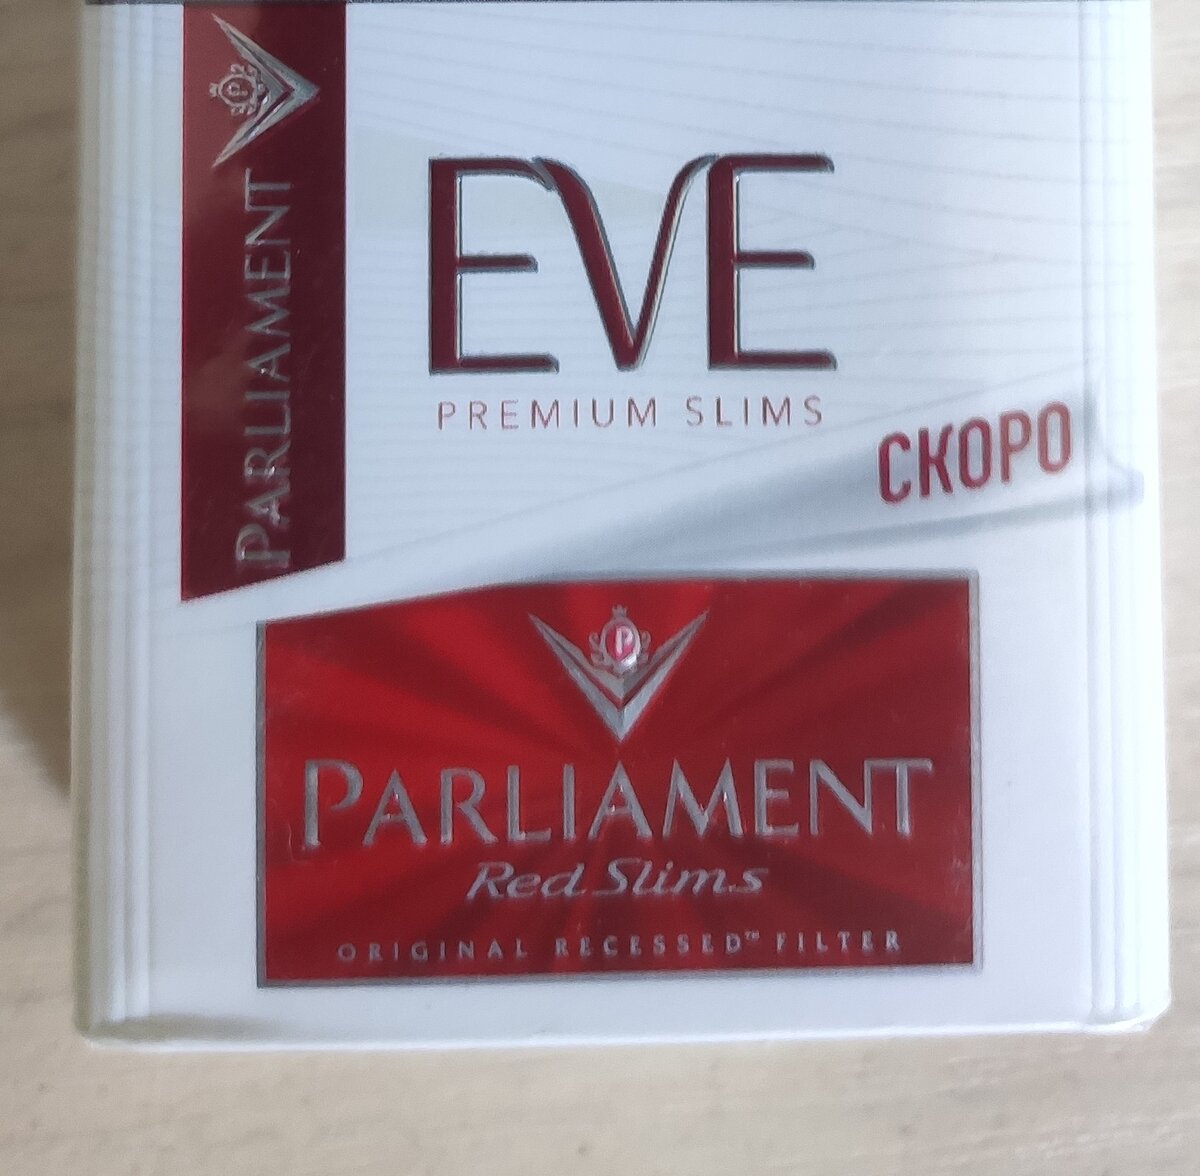 PARLIAMENT
EVE
PREMIUM SLIMS
СКОРО
P
PARLIAMENT
Red Slims
ORIGINAL RECESSED™ FILTER